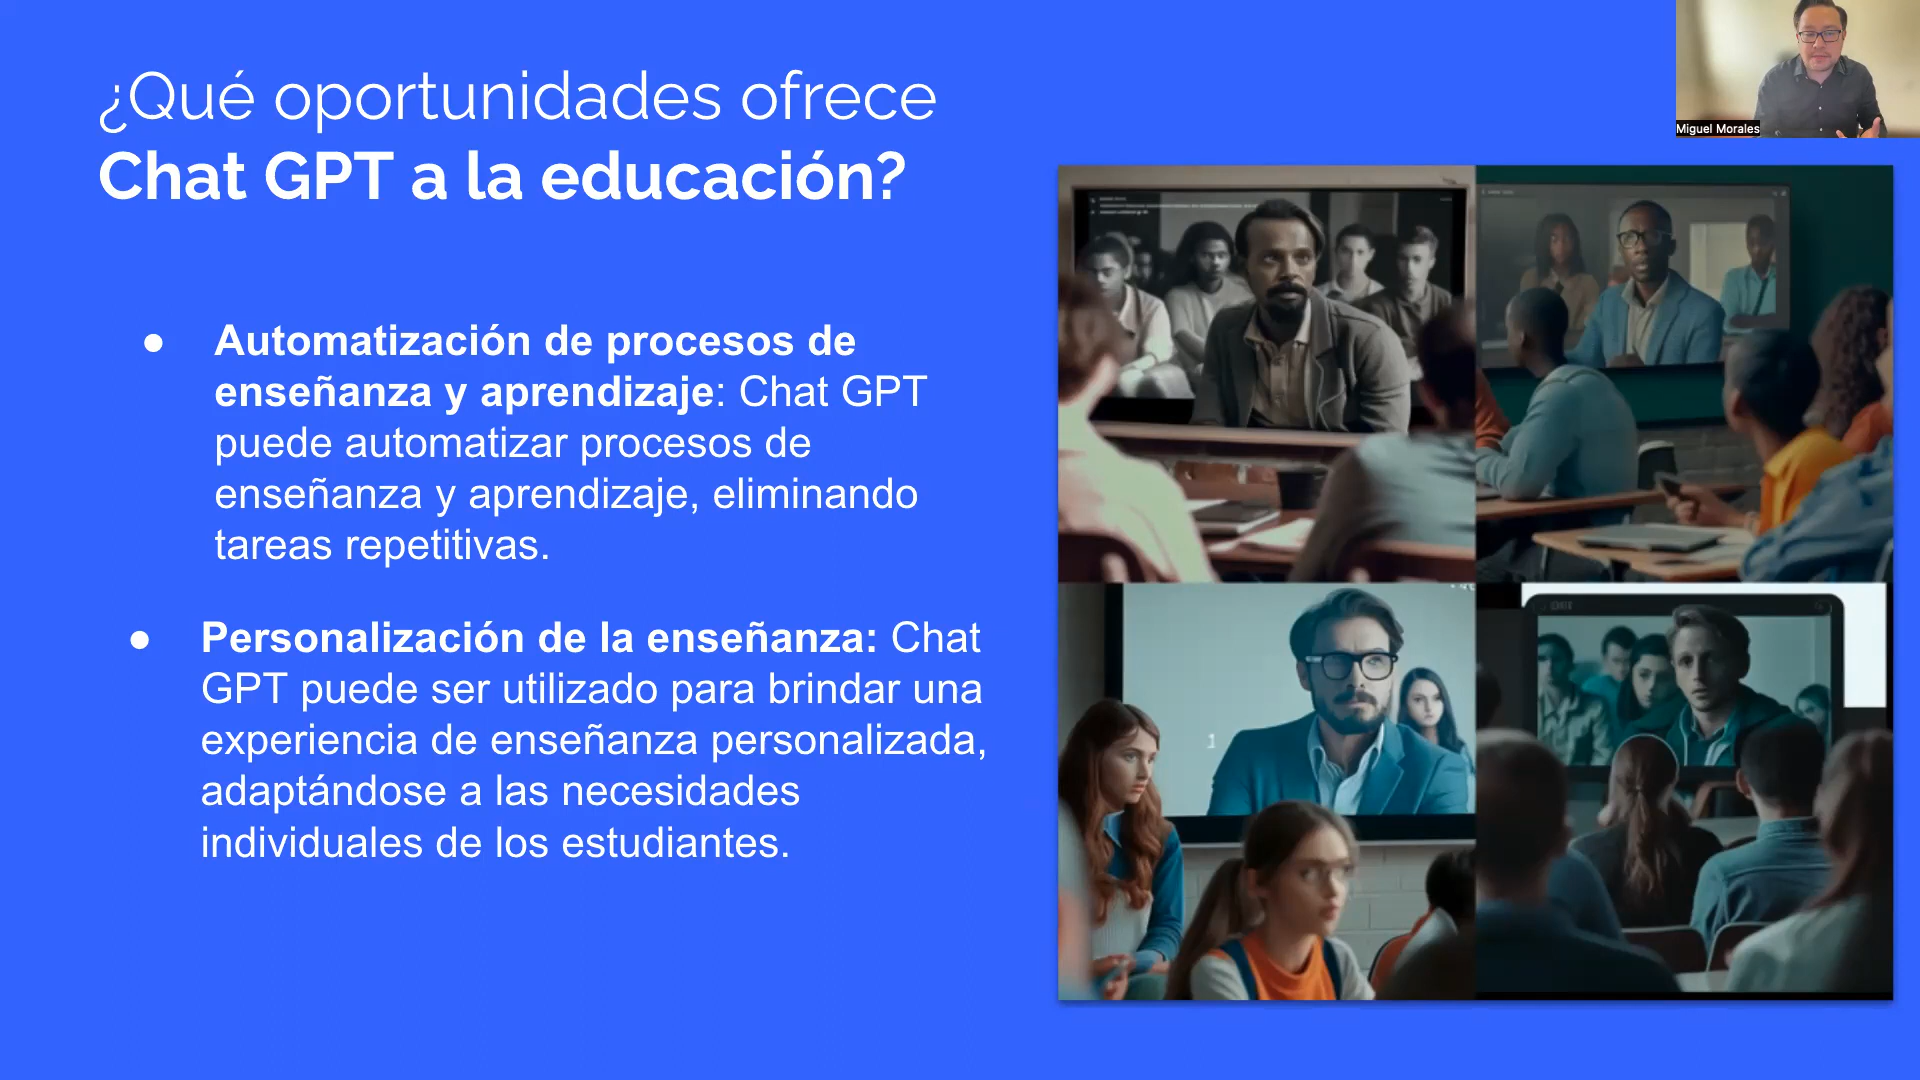 ¿Qué oportunidades ofrece
Chat GPT a la educación?
Miguel Morales
● Automatización de procesos de
enseñanza y aprendizaje: Chat GPT
puede automatizar procesos de
enseñanza y aprendizaje, eliminando
tareas repetitivas.
● Personalización de la enseñanza: Chat
GPT puede ser utilizado para brindar una
experiencia de enseñanza personalizada,
adaptándose a las necesidades
individuales de los estudiantes.